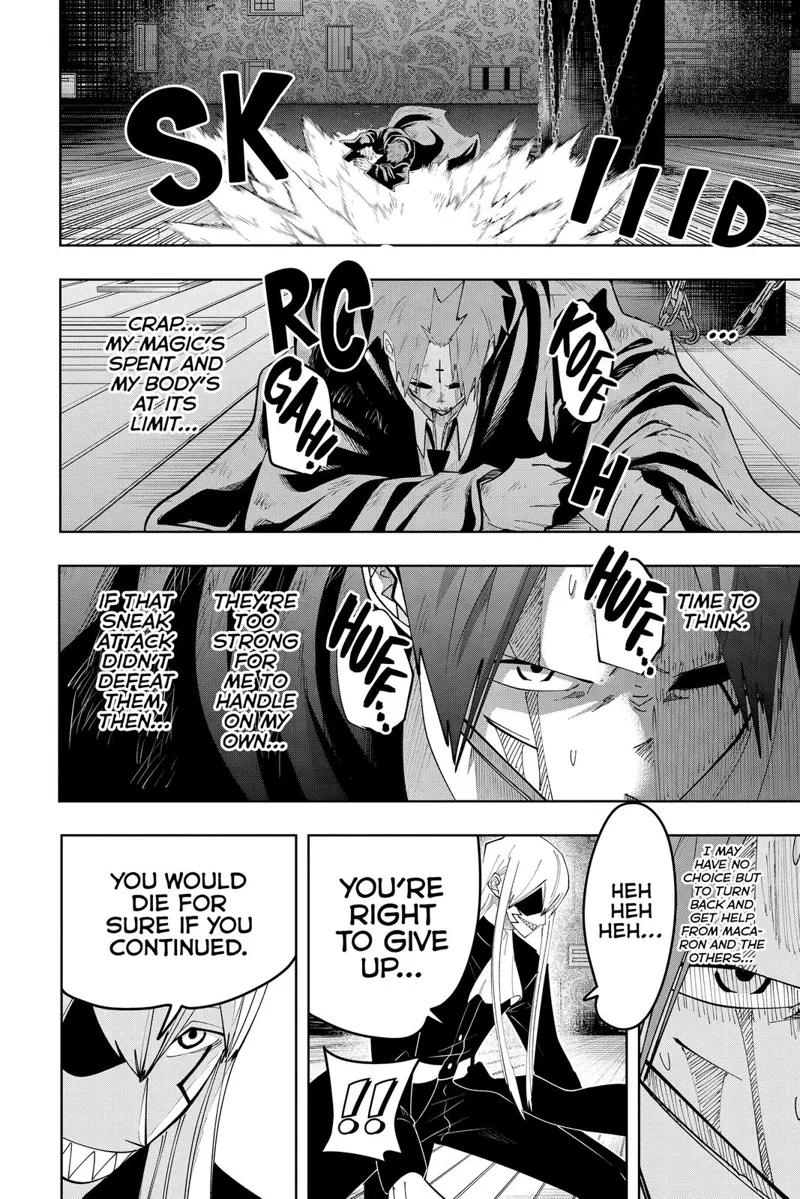 SK
IIID
...
KOFF
H
RC
GAH!
CRAP...
MY MAGIC'S
SPENT AND
MY BODY'S
AT ITS
LIMIT...
TIME TO
THINK.
HUFF...
HUFF...
THEY'RE
TOO
STRONG
FOR
ME TO
HANDLE
ON MY
OWN...
IF THAT
SNEAK
ATTACK
DIDN'T
DEFEAT
THEM,
THEN...
I MAY
HAVE NO
CHOICE BUT
TO TURN
BACK AND
GET HELP
FROM MACA-
RON AND THE
OTHERS...
HEH
HEH
HEH...
YOU'RE
RIGHT
TO GIVE
UP...
!!
YOU WOULD
DIE FOR
SURE IF YOU
CONTINUED.